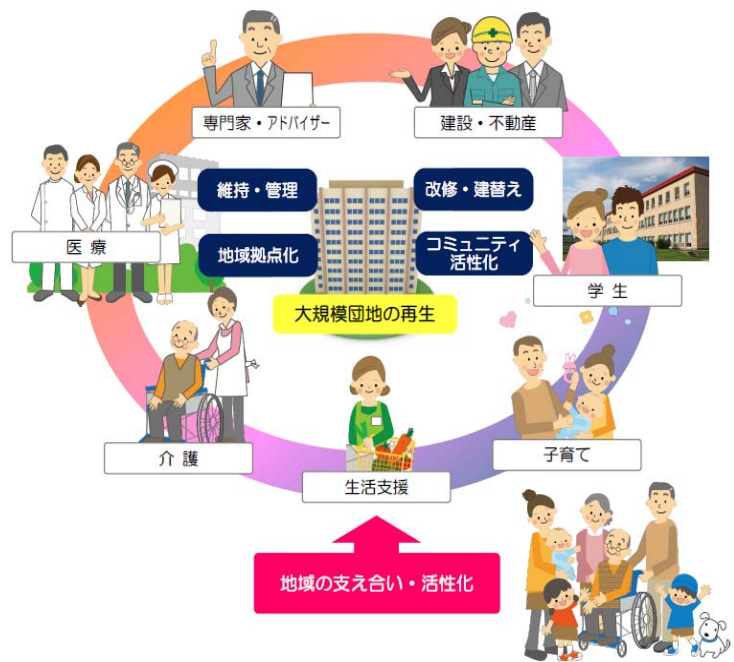 専門家・アドバイザー
建設・不動産
維持・管理
改修・建替え
医 療
地域拠点化
コミュニティ
活性化
学 生
大規模団地の再生
介 護
子育て
生活支援
地域の支え合い・活性化